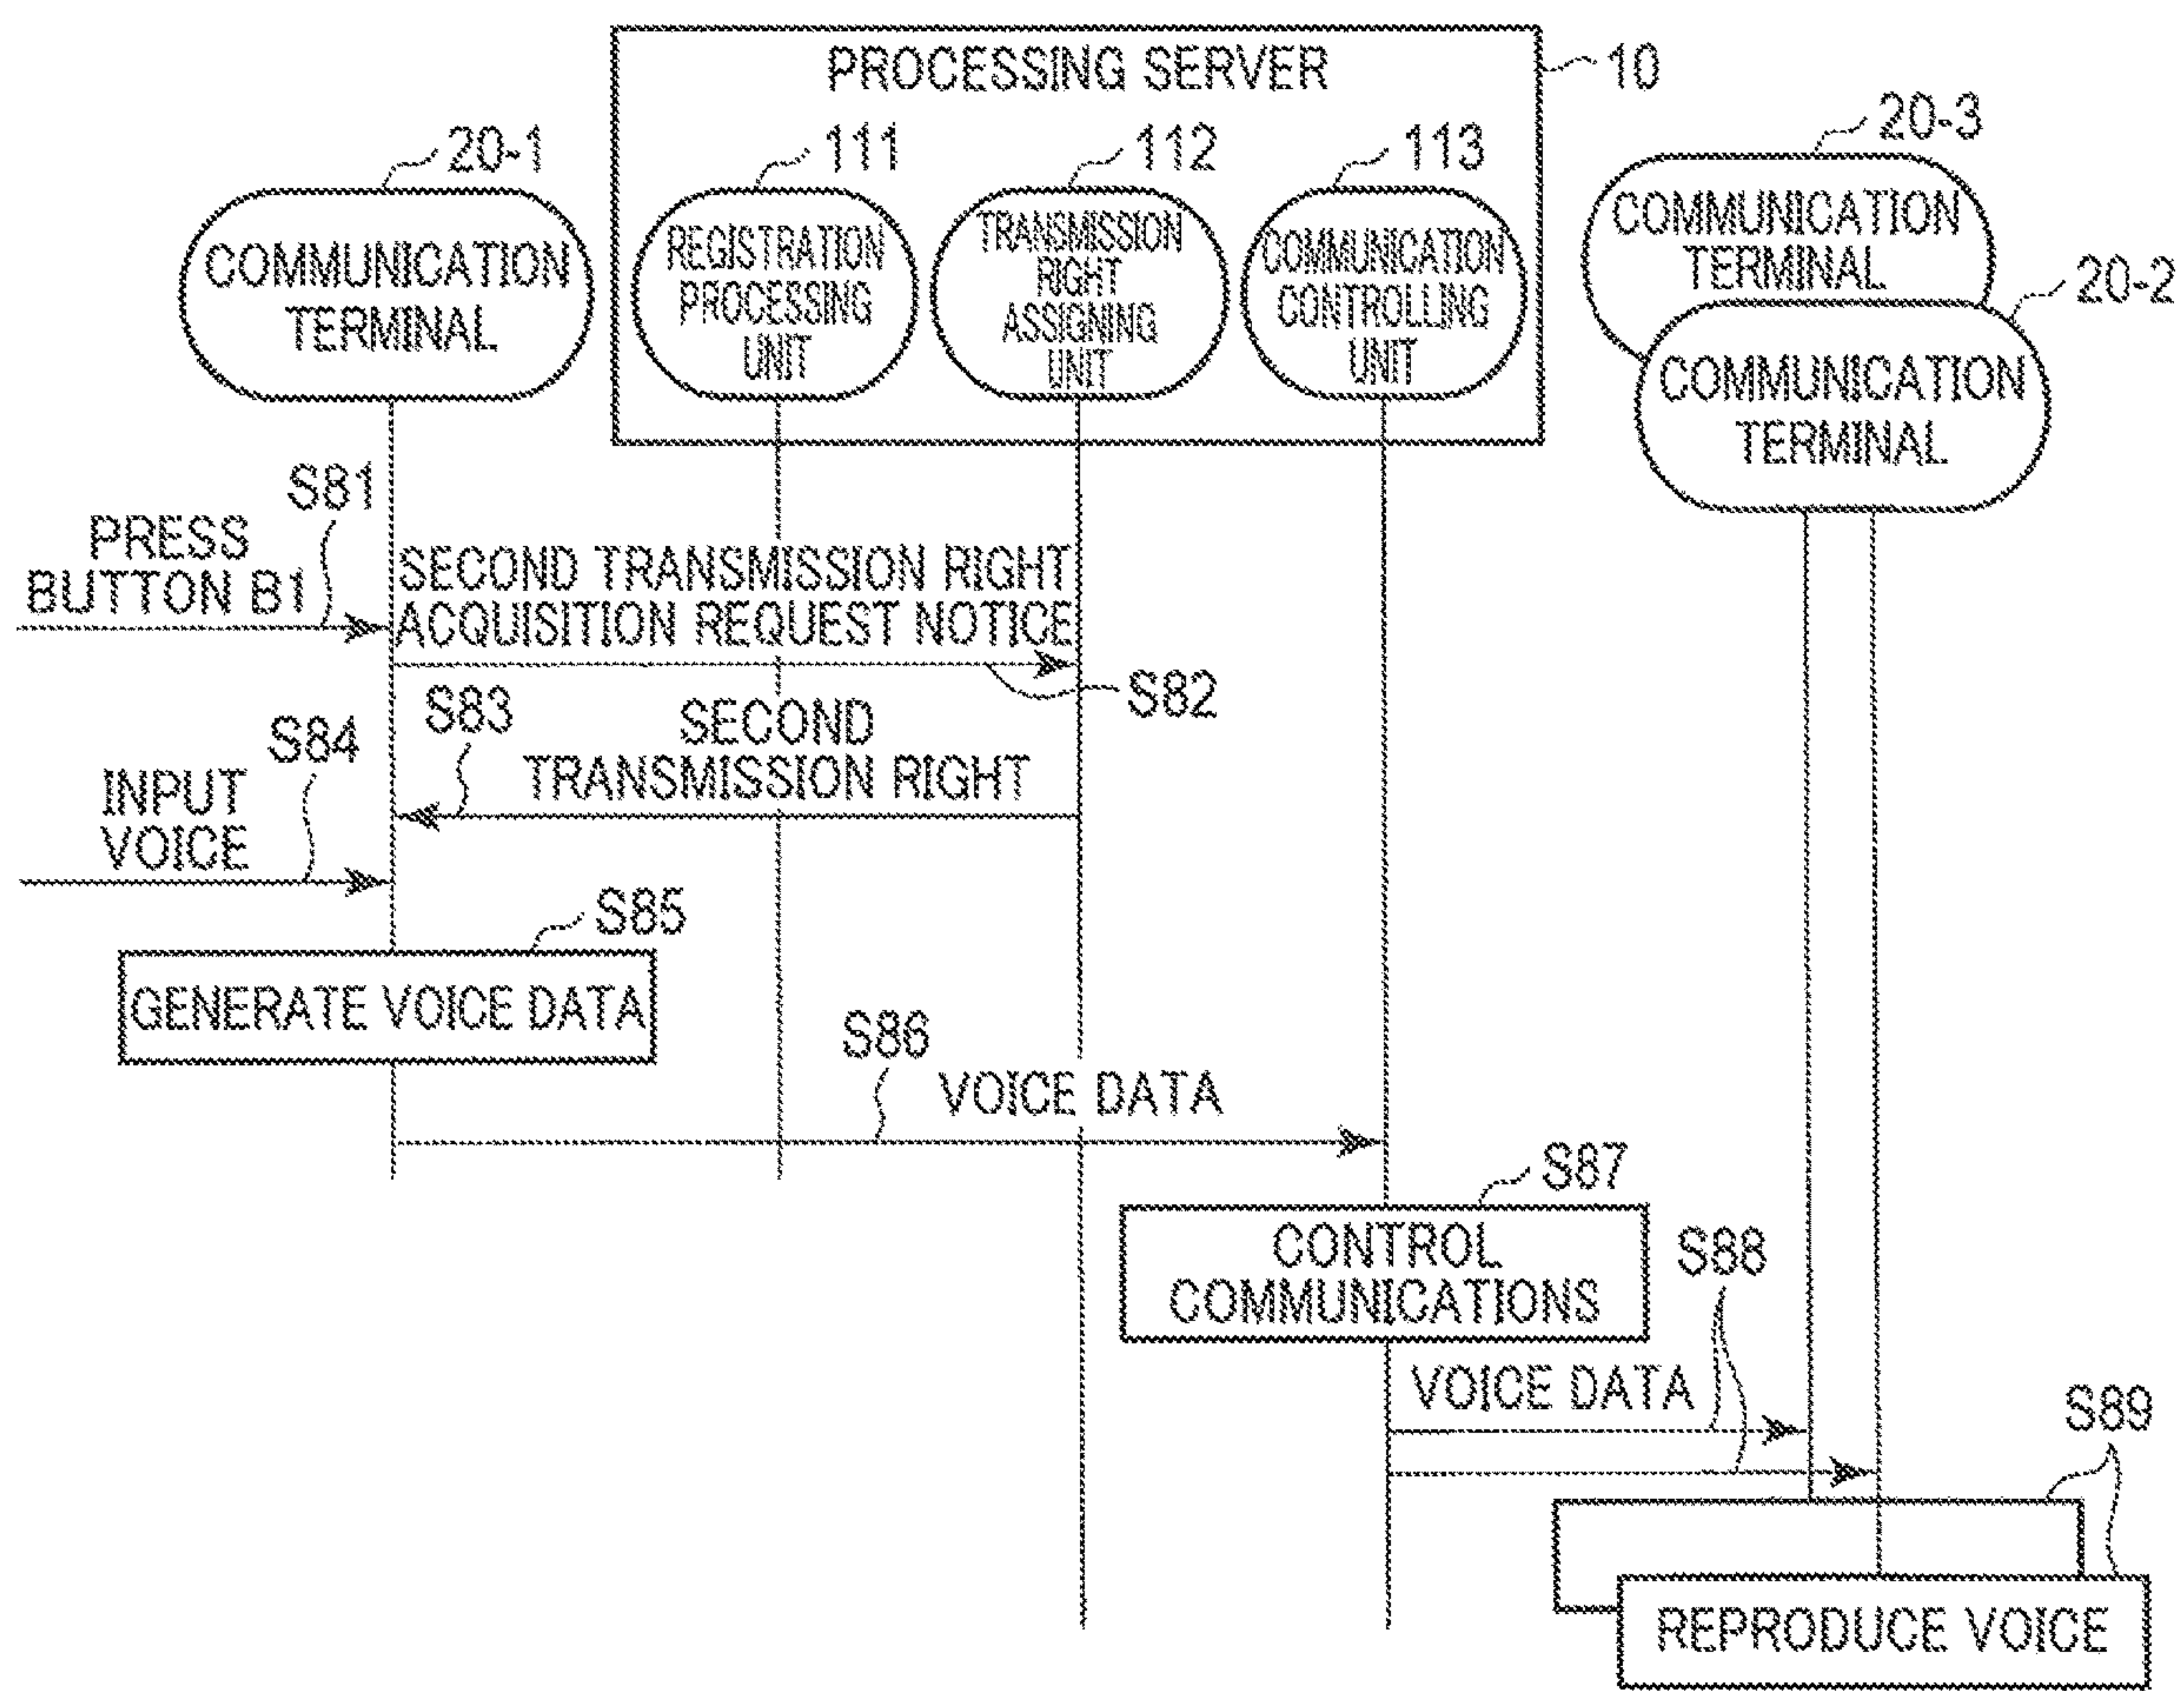 PROCESSING SERVER
10
20-1
111
112
113
20-3
20-2
COMMUNICATION
TERMINAL
REGISTRATION
PROCESSING
UNIT
TRANSMISSION
RIGHT
ASSIGNING
UNIT
COMMUNICATION
CONTROLLING
UNIT
COMMUNICATION
TERMINAL
COMMUNICATION
TERMINAL
S81
PRESS
BUTTON B1
SECOND TRANSMISSION RIGHT
ACQUISITION REQUEST NOTICE
S82
S83
SECOND
TRANSMISSION RIGHT
S84
INPUT
VOICE
S85
GENERATE VOICE DATA
S86
VOICE DATA
S87
CONTROL
COMMUNICATIONS
S88
VOICE DATA
S89
REPRODUCE VOICE